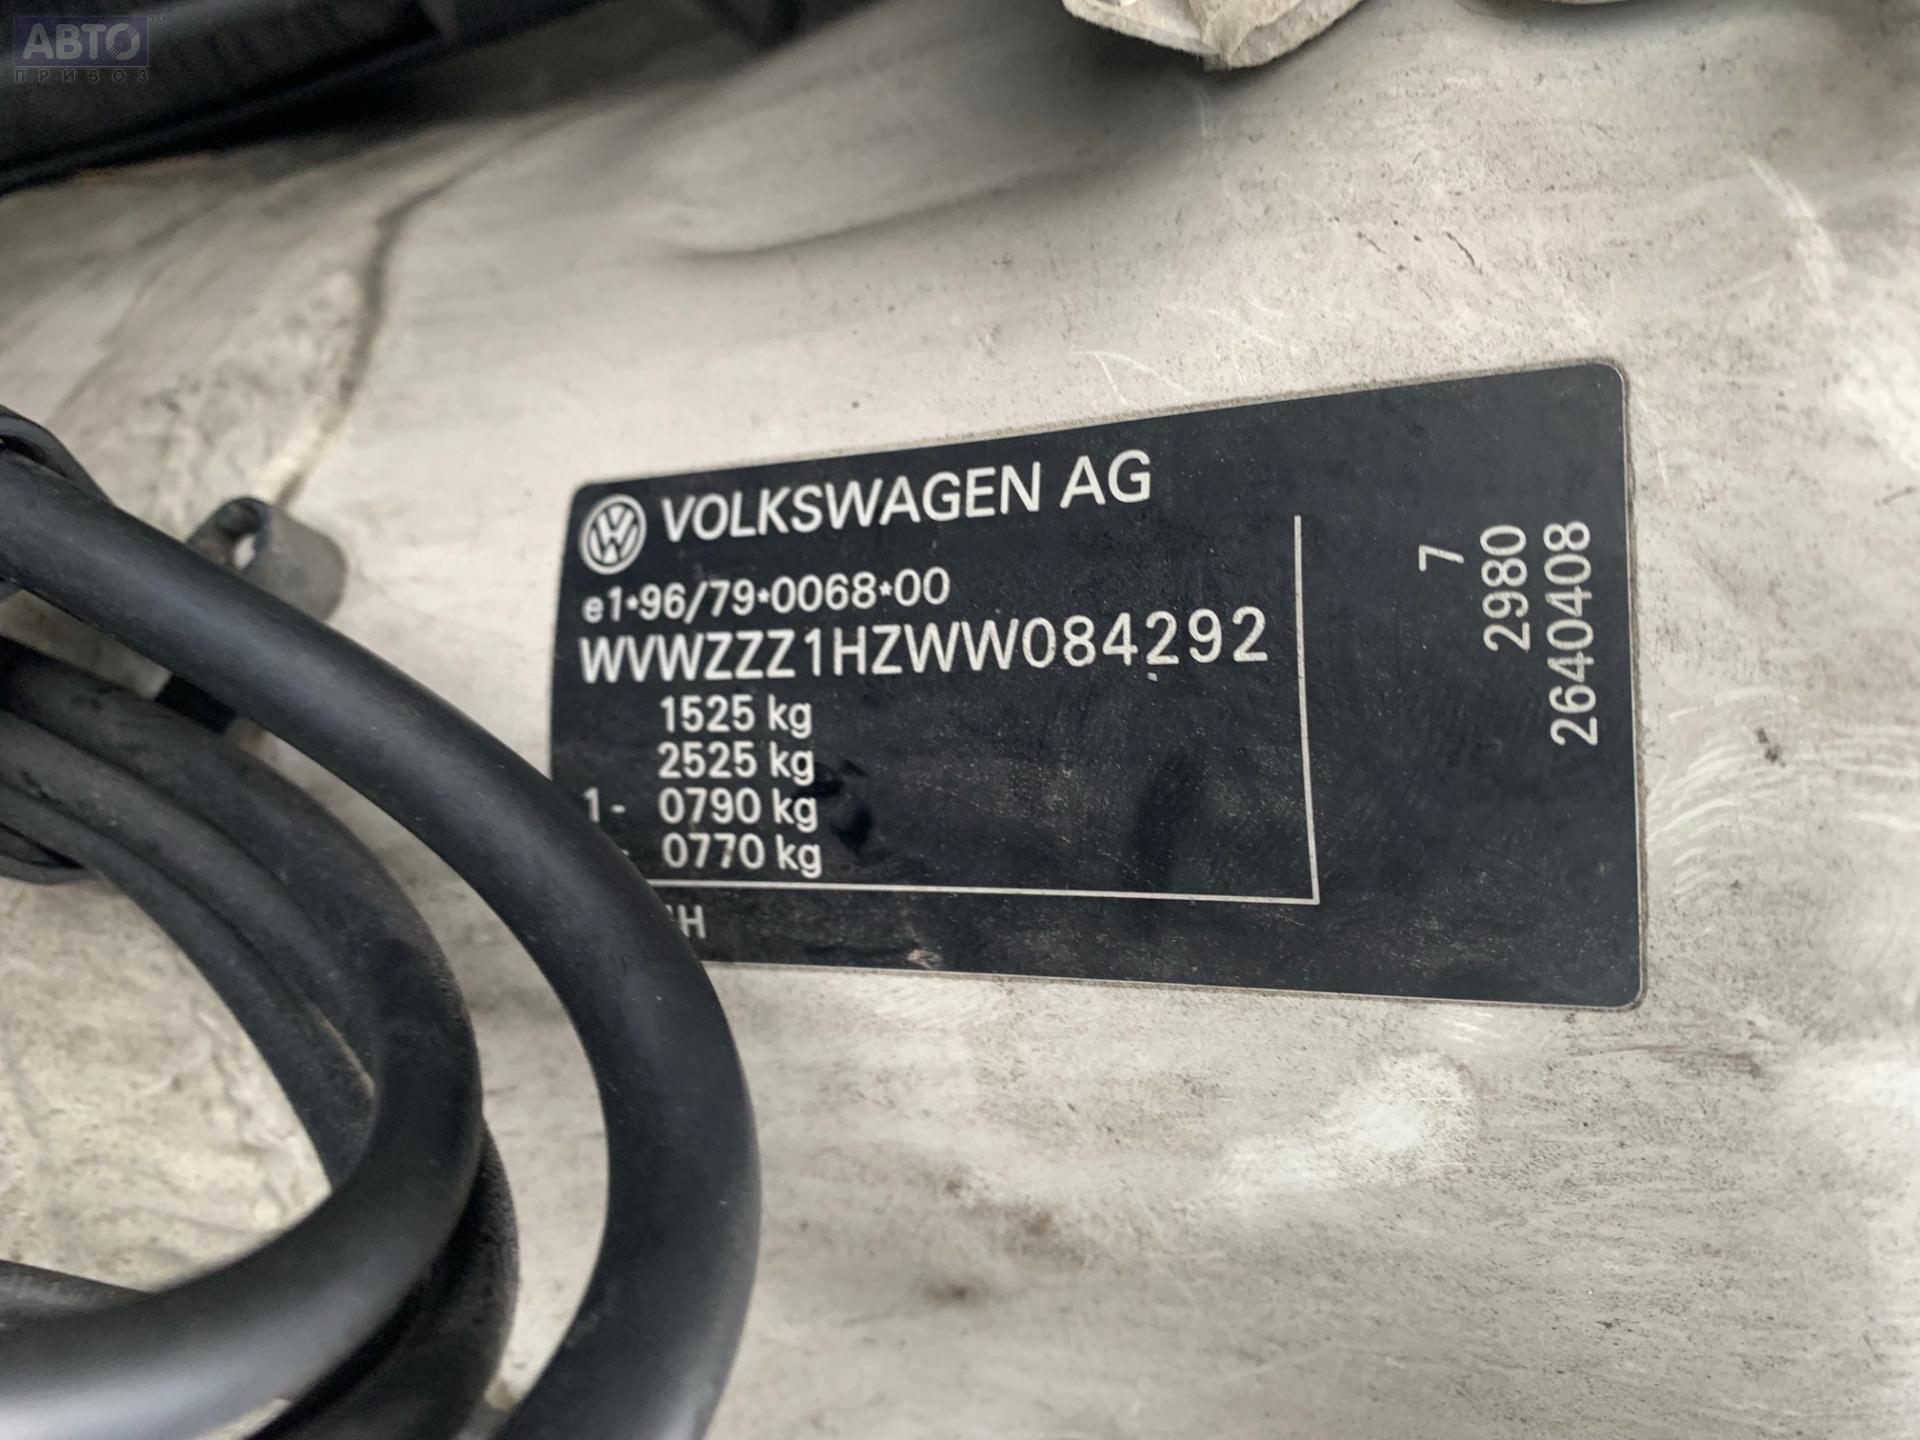 АВТО
ПРИВОЗ
VOLKSWAGEN AG
e1*96/79*0068*00
WVWZZZ1HZWW084292
1525 kg
2525 kg
1- 0790 kg
- 0770 kg
H
7
2980
2640408